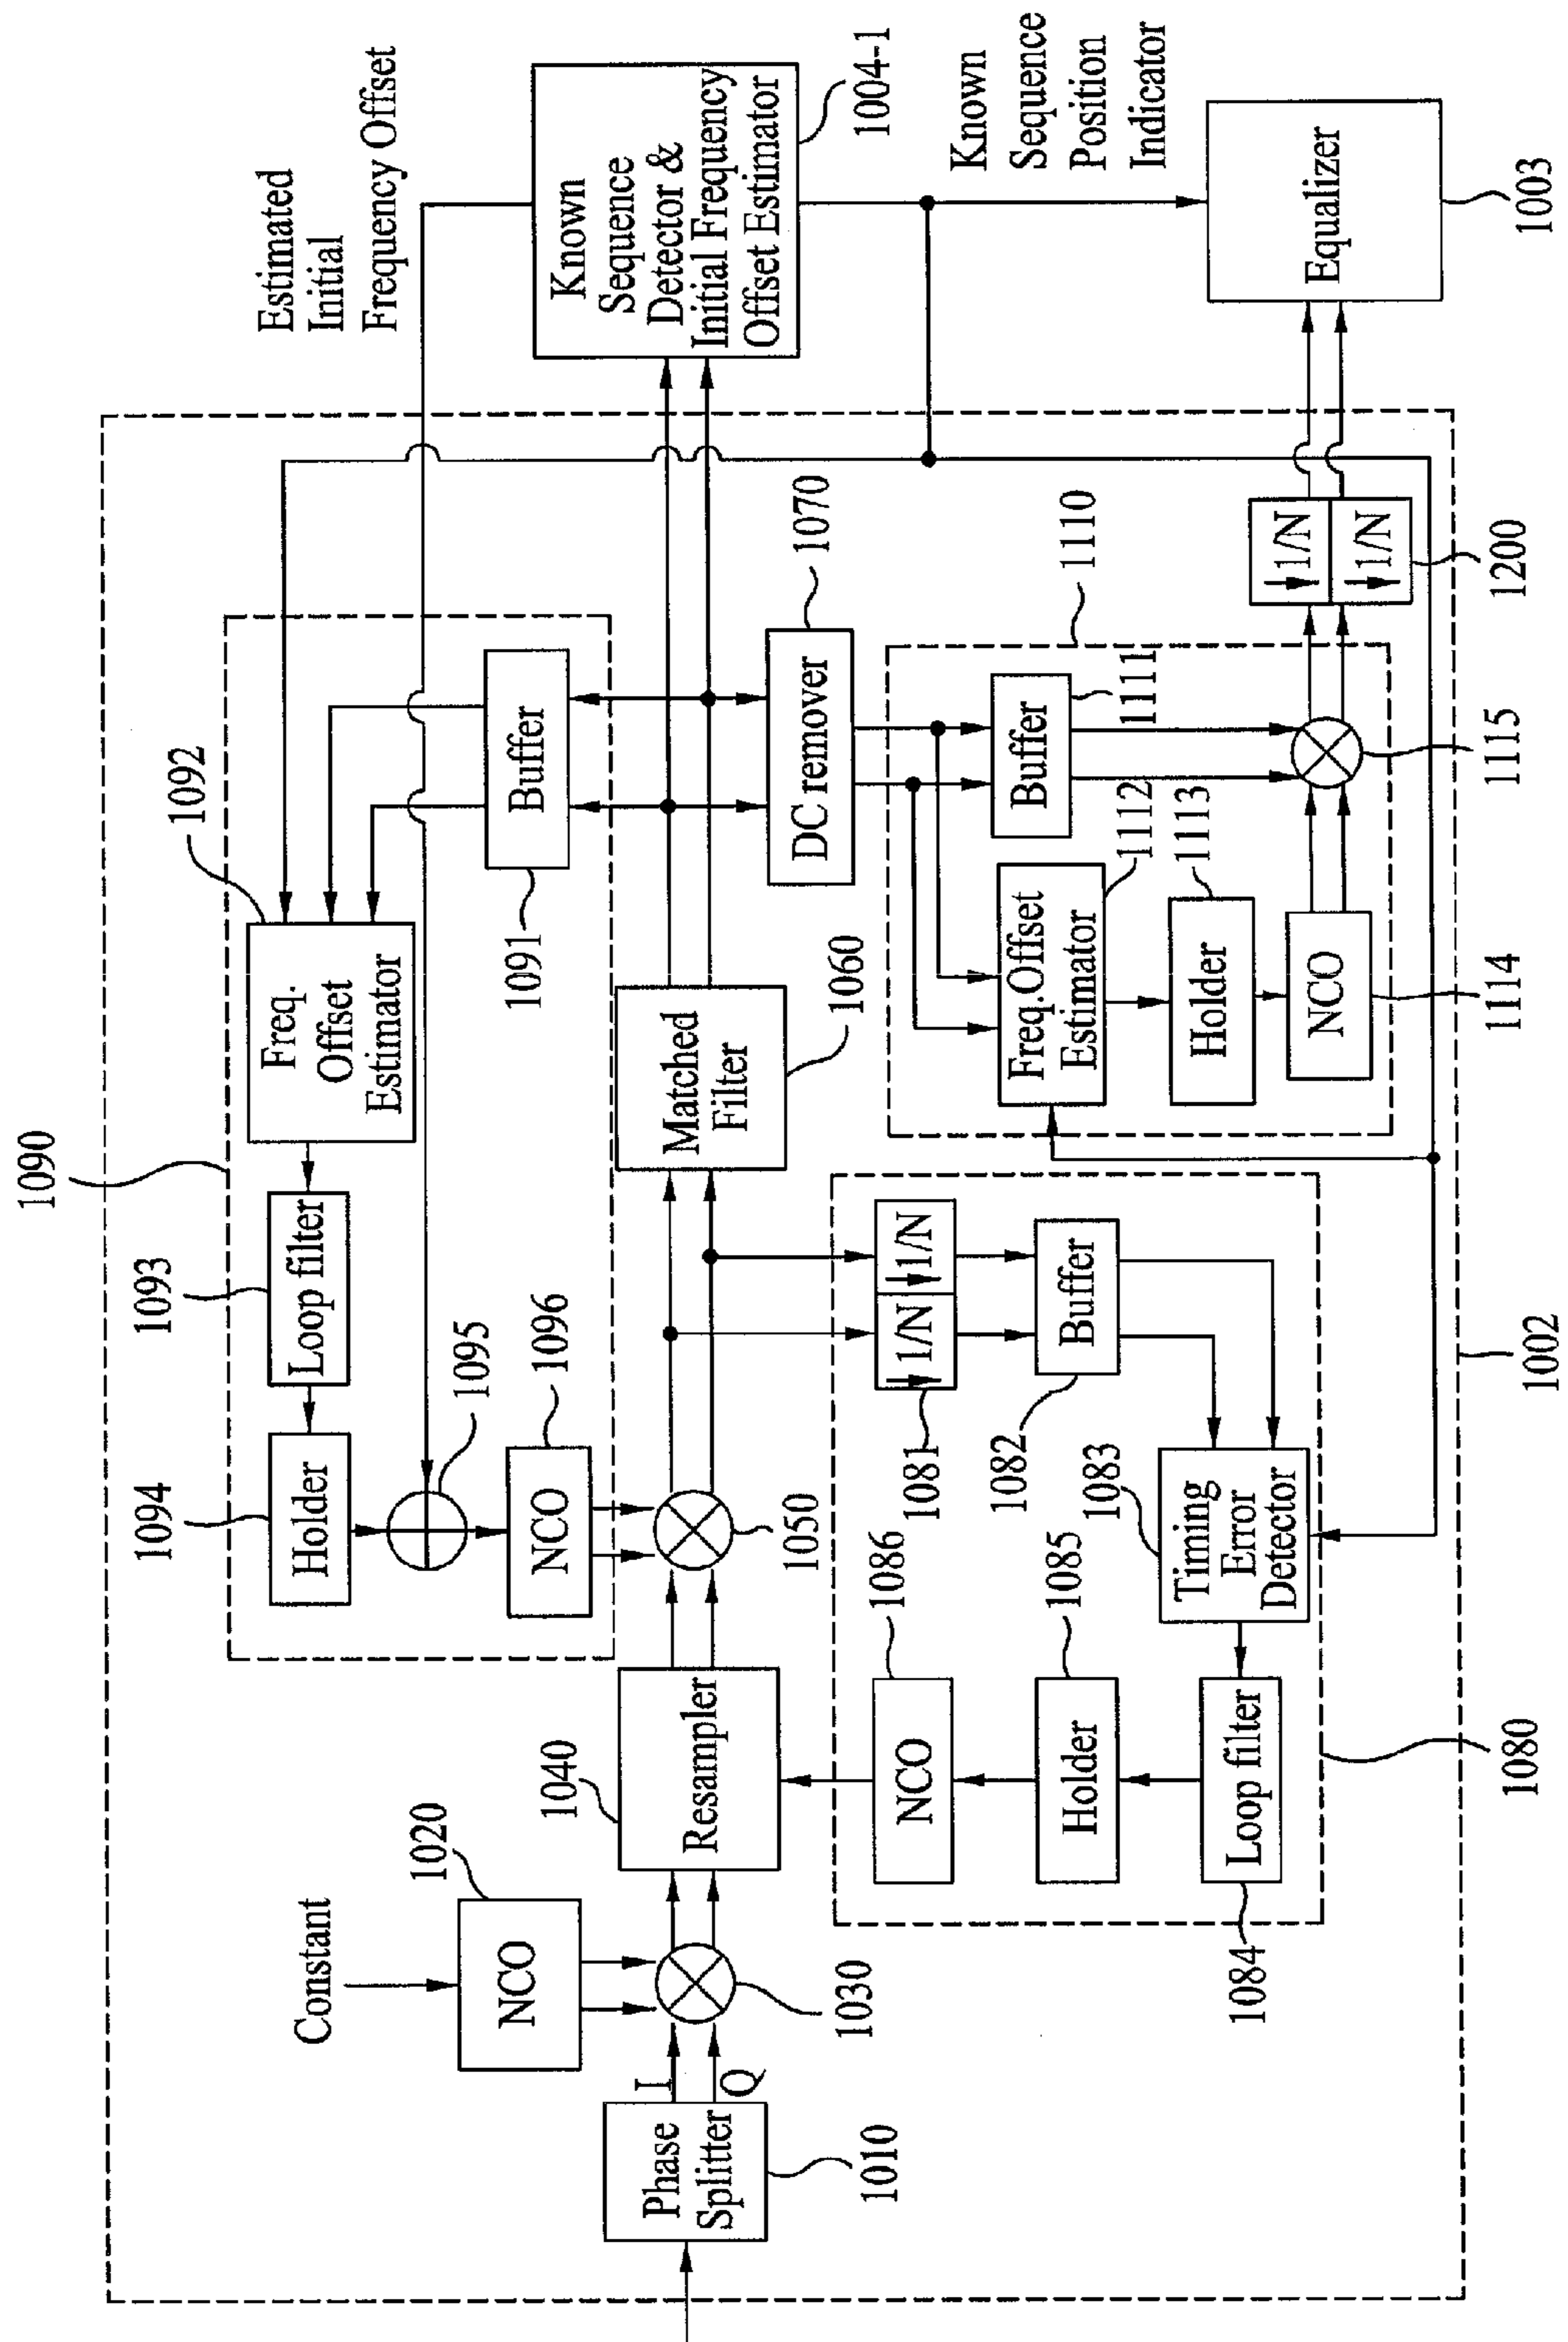 Estimated
Initial
Frequency Offset
1090
1092
Freq.
Offset
Estimator
1093
Loop filter
1094
Holder
1095
1096
NCO
Buffer
1091
Known
Sequence
Detector &
Initial Frequency
Offset Estimator
1004-1
Constant
1020
NCO
I
Q
Phase
Splitter
1010
1030
1040
Resampler
1050
Matched
Filter
1060
DC remover
1070
Known
Sequence
Position
Indicator
1086
NCO
1085
Holder
Loop filter
1084
1/N
1/N
1081
Buffer
1082
1083
Timing
Error
Detector
1080
1110
Buffer
1111
Freq.Offset
Estimator
1112
Holder
1113
NCO
1114
1115
1/N
1/N
1200
Equalizer
1003
1002